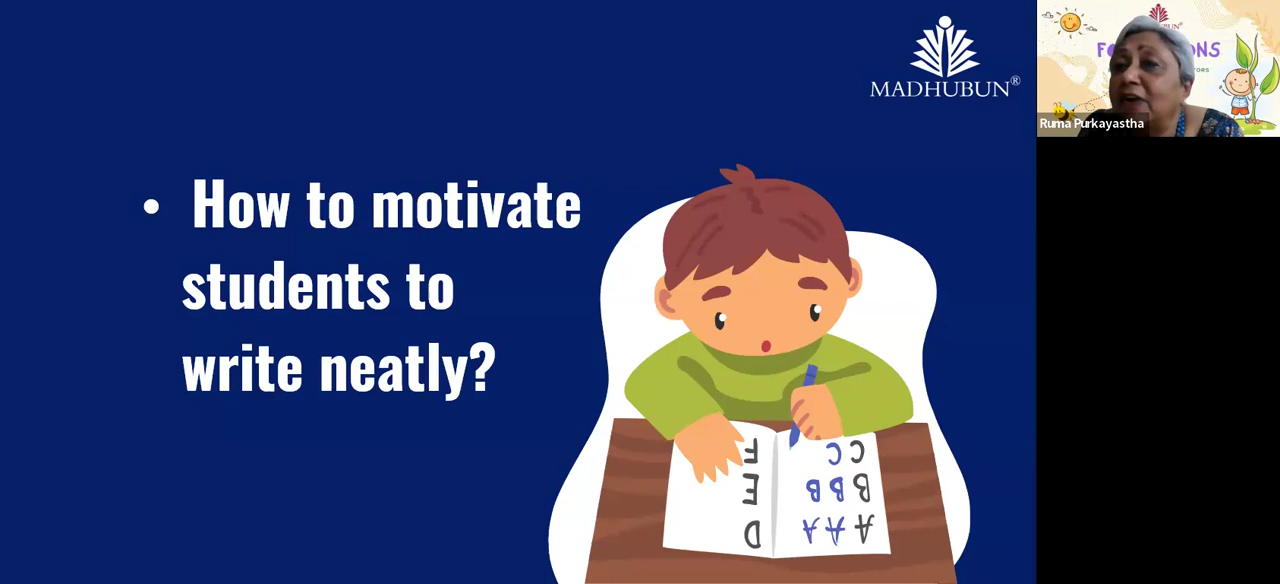 MADHUBUN®
• How to motivate
students to
write neatly?
Ruma Purkayastha
F
D
E
F
A A A
B B B
C C